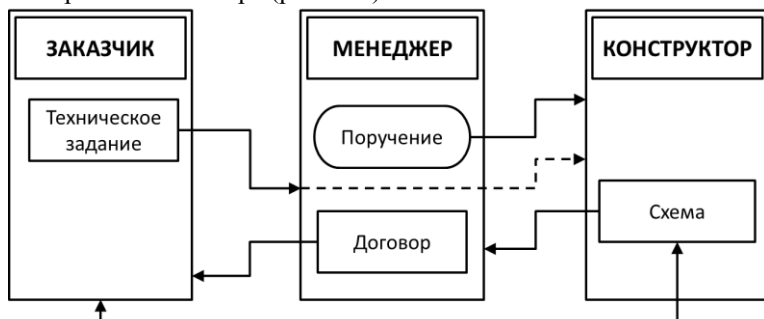 ЗАКАЗЧИК
МЕНЕДЖЕР
КОНСТРУКТОР
Техническое
задание
Поручение
Договор
Схема